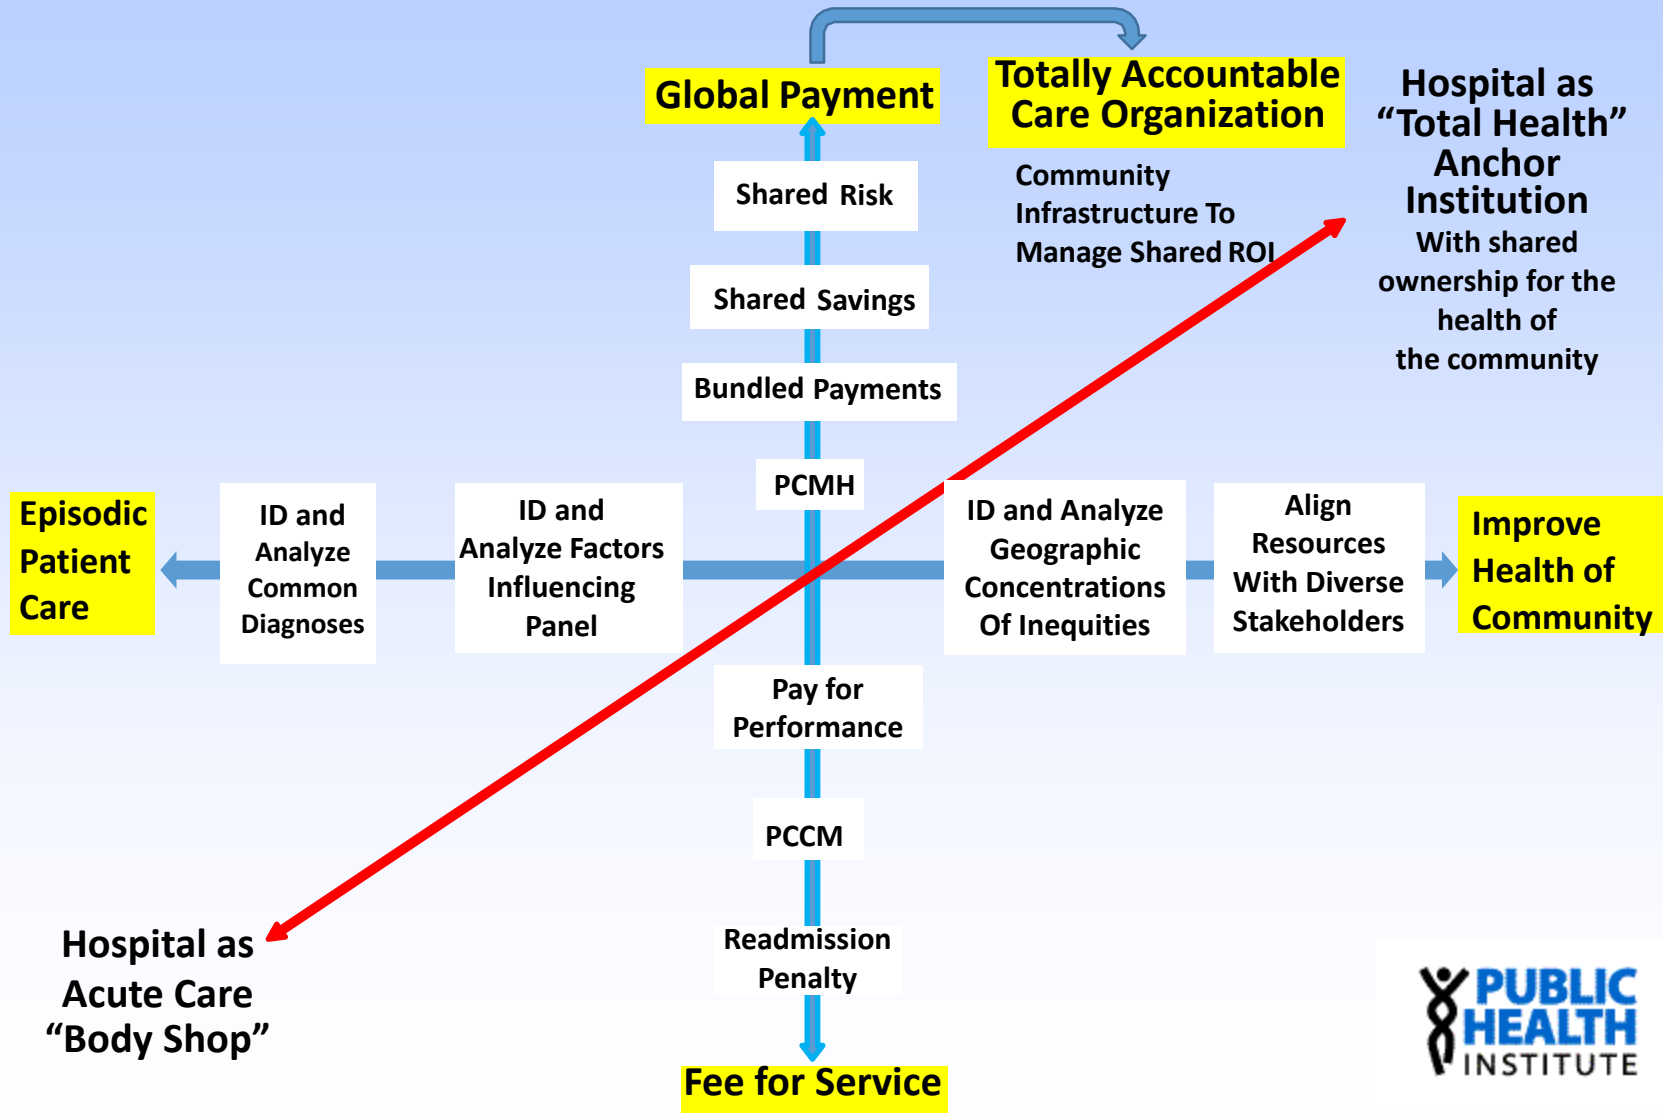 Global Payment
Totally Accountable
Care Organization
Community
Infrastructure To
Manage Shared ROI
Hospital as
“Total Health”
Anchor
Institution
With shared
ownership for the
health of
the community
Shared Risk
Shared Savings
Bundled Payments
PCMH
Episodic
Patient
Care
ID and
Analyze
Common
Diagnoses
ID and
Analyze Factors
Influencing
Panel
ID and Analyze
Geographic
Concentrations
Of Inequities
Align
Resources
With Diverse
Stakeholders
Improve
Health of
Community
Pay for
Performance
PCCM
Readmission
Penalty
Fee for Service
Hospital as
Acute Care
“Body Shop”
PUBLIC
HEALTH
INSTITUTE